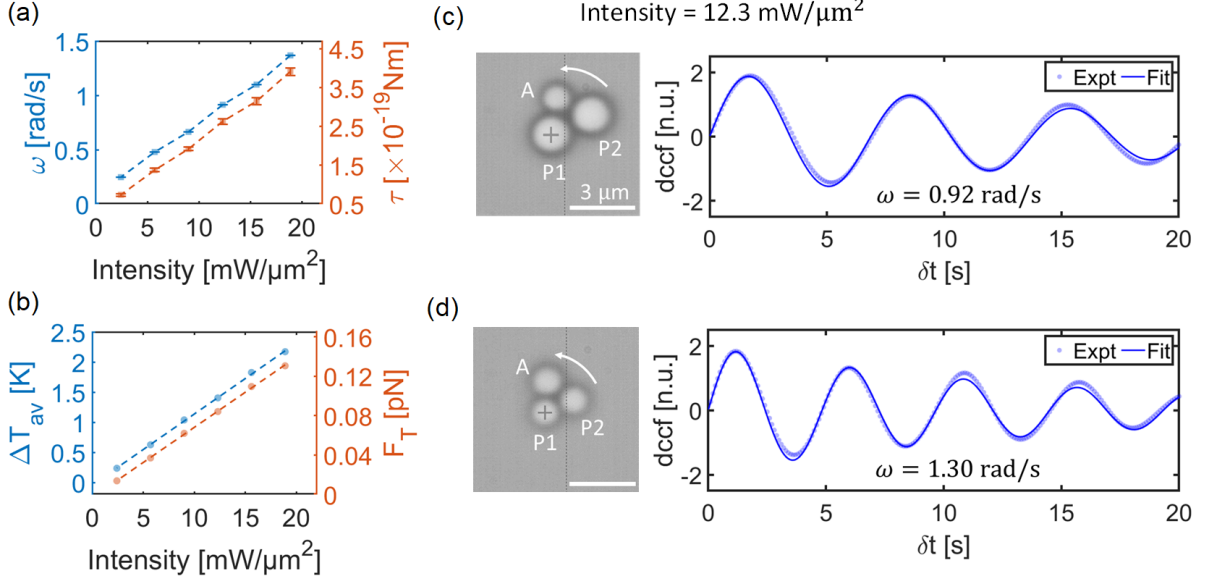 Intensity = 12.3 mW/μm²
(a)
1.5
1
0.5
0
ω [rad/s]
4.5
3.5
2.5
1.5
0.5
τ [×10⁻¹⁹Nm]
0 5 10 15 20
Intensity [mW/μm²]
(b)
2.5
2
1.5
1
0.5
0
ΔT_av [K]
0.16
0.12
0.08
0.04
0
F_T [pN]
0 5 10 15 20
Intensity [mW/μm²]
(c)
A
P1
P2
3 μm
2
0
-2
dccf [n.u.]
Expt Fit
ω = 0.92 rad/s
0 5 10 15 20
δt [s]
(d)
A
P1
P2
2
0
-2
dccf [n.u.]
Expt Fit
ω = 1.30 rad/s
0 5 10 15 20
δt [s]